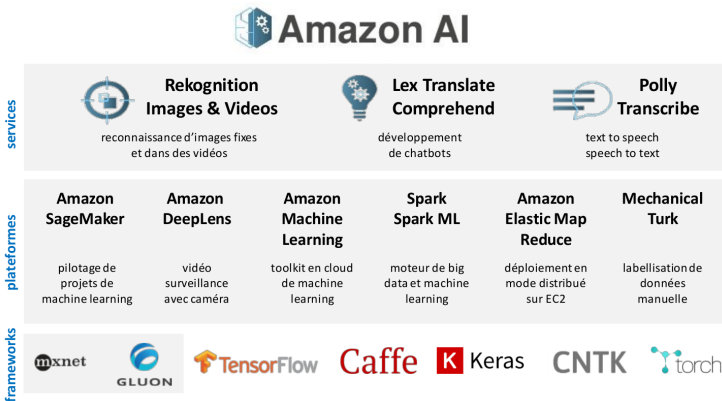 Amazon AI
services
Rekognition
Images & Videos
reconnaissance d'images fixes
et dans des vidéos
Lex Translate
Comprehend
développement
de chatbots
Polly
Transcribe
text to speech
speech to text
plateformes
Amazon
SageMaker
pilotage de
projets de
machine learning
Amazon
DeepLens
vidéo
surveillance
avec caméra
Amazon
Machine
Learning
toolkit en cloud
de machine
learning
Spark
Spark ML
moteur de big
data et machine
learning
Amazon
Elastic Map
Reduce
déploiement en
mode distribué
sur EC2
Mechanical
Turk
labellisation de
données
manuelle
frameworks
mxnet
GLUON
TensorFlow
Caffe
K Keras
CNTK
torch